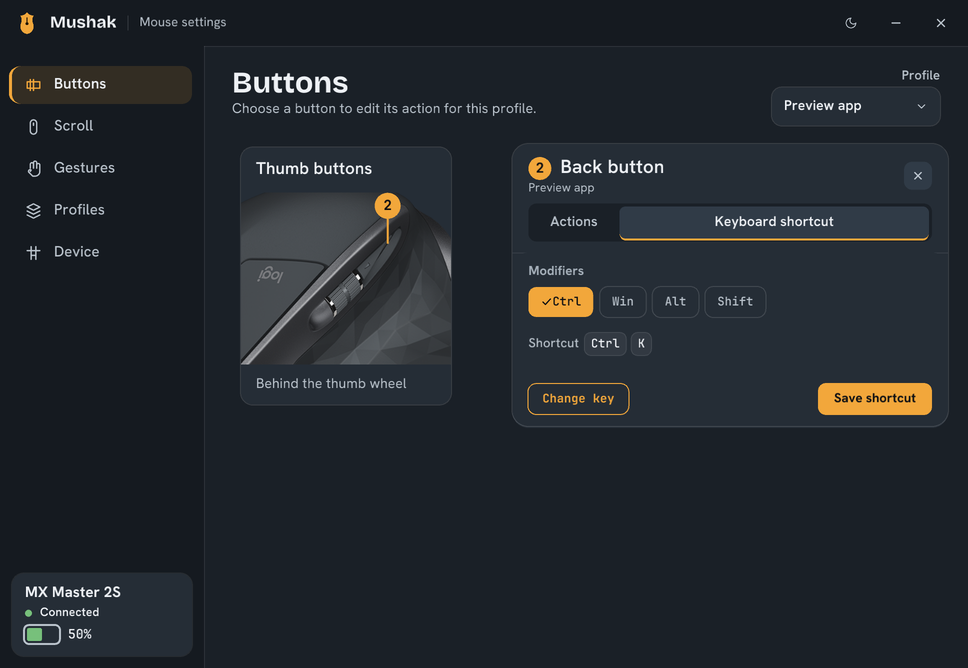 Mushak
Mouse settings
Buttons
Scroll
Gestures
Profiles
Device
MX Master 2S
Connected
50%
Buttons
Choose a button to edit its action for this profile.
Profile
Preview app
Thumb buttons
2
logi
Behind the thumb wheel
2 Back button
Preview app
Actions
Keyboard shortcut
Modifiers
✓Ctrl Win Alt Shift
Shortcut Ctrl K
Change key
Save shortcut